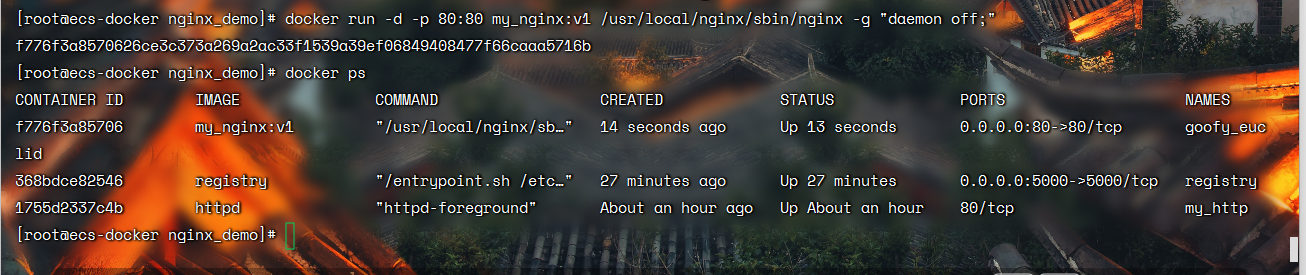 [root@ecs-docker nginx_demo]# docker run -d -p 80:80 my_nginx:v1 /usr/local/nginx/sbin/nginx -g "daemon off;"
f776f3a8570626ce3c373a269a2ac33f1539a39ef06849408477f66caaa5716b
[root@ecs-docker nginx_demo]# docker ps
CONTAINER ID        IMAGE               COMMAND                  CREATED             STATUS              PORTS                    NAMES
f776f3a85706        my_nginx:v1         "/usr/local/nginx/sb…"   14 seconds ago      Up 13 seconds       0.0.0.0:80->80/tcp       goofy_euc
lid
368bdce82546        registry            "/entrypoint.sh /etc…"   27 minutes ago      Up 27 minutes       0.0.0.0:5000->5000/tcp   registry
1755d2337c4b        httpd               "httpd-foreground"       About an hour ago   Up About an hour    80/tcp                   my_http
[root@ecs-docker nginx_demo]#